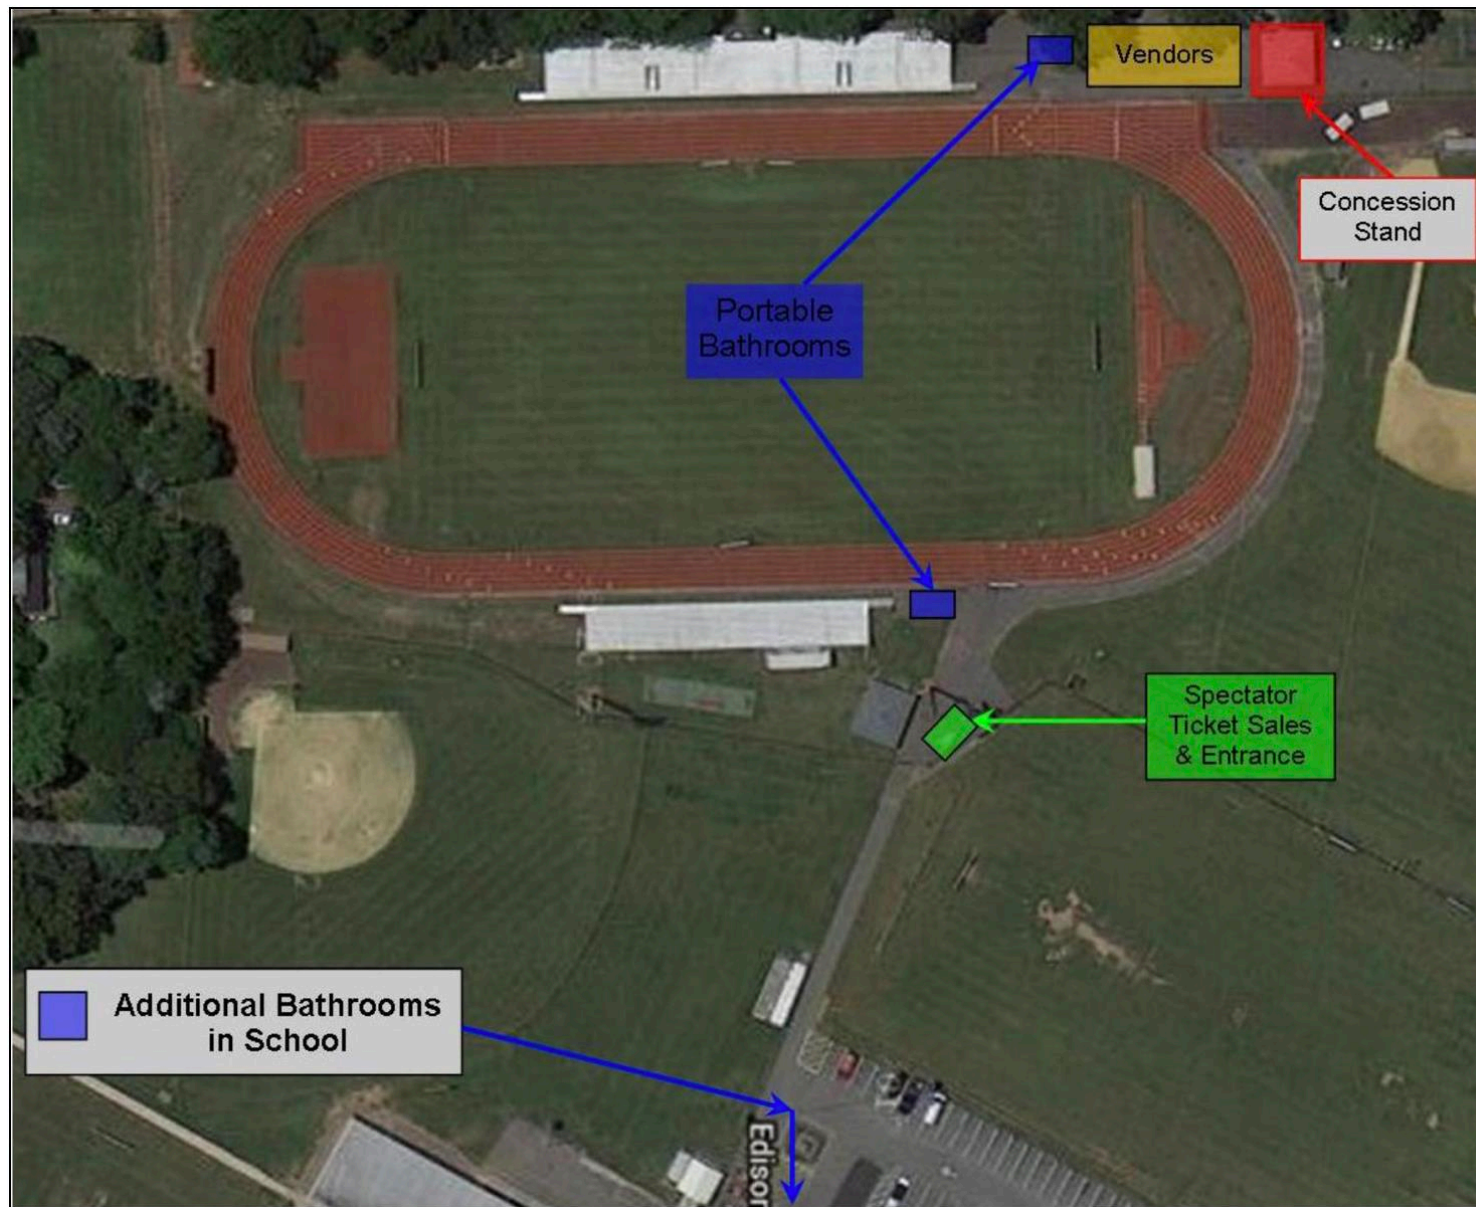 Vendors
Concession
Stand
Portable
Bathrooms
Spectator
Ticket Sales
& Entrance
Additional Bathrooms
in School